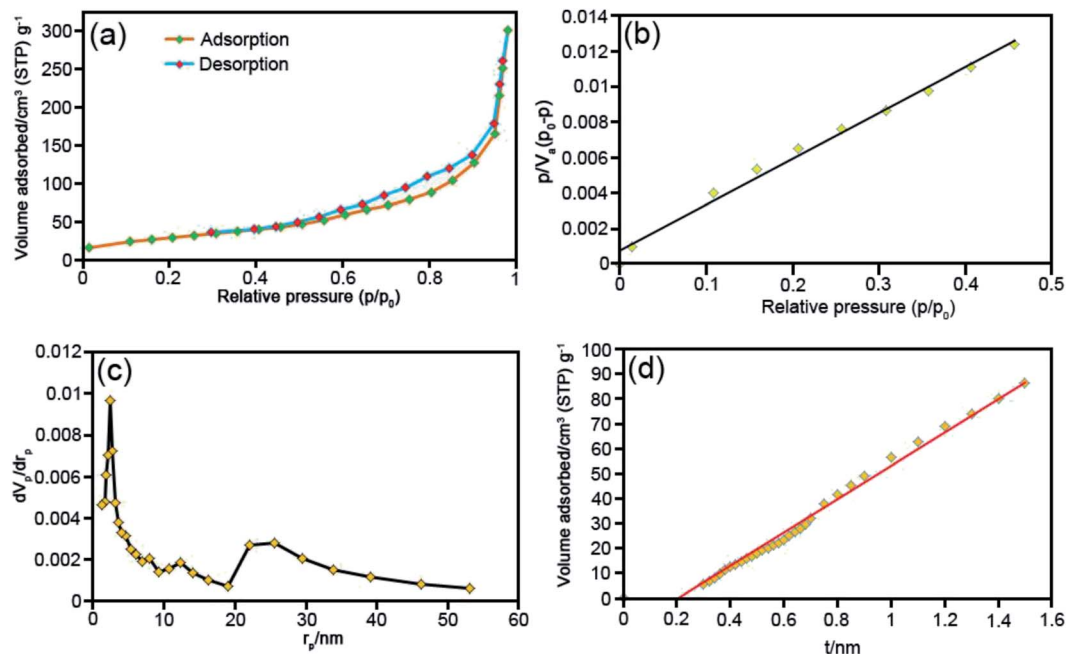 (a)
Adsorption
Desorption
Volume adsorbed/cm³ (STP) g⁻¹
300
250
200
150
100
50
0
0 0.2 0.4 0.6 0.8 1
Relative pressure (p/p₀)
(b)
p/Vₐ(p₀-p)
0.014
0.012
0.01
0.008
0.006
0.004
0.002
0
0 0.1 0.2 0.3 0.4 0.5
Relative pressure (p/p₀)
(c)
dVₚ/drₚ
0.012
0.01
0.008
0.006
0.004
0.002
0
0 10 20 30 40 50 60
rₚ/nm
(d)
Volume adsorbed/cm³ (STP) g⁻¹
100
90
80
70
60
50
40
30
20
10
0
0 0.2 0.4 0.6 0.8 1 1.2 1.4 1.6
t/nm